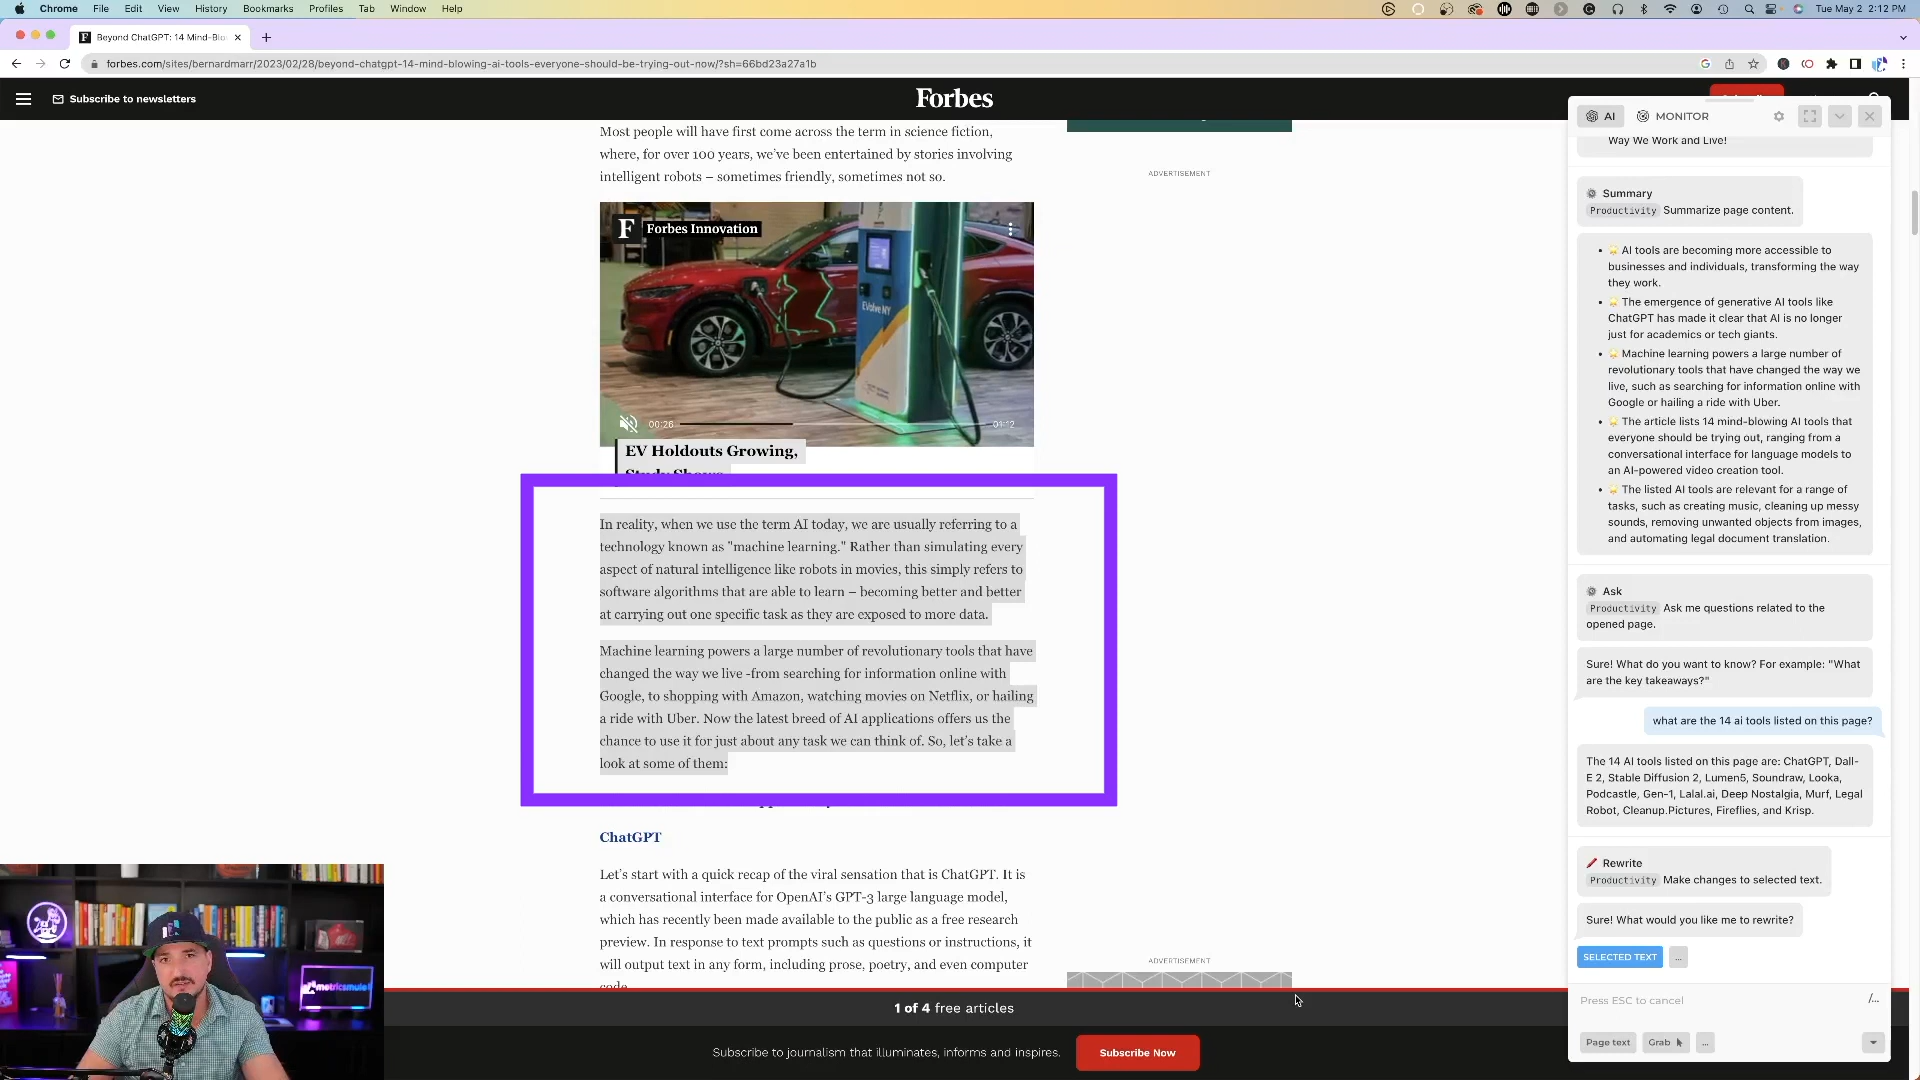 Chrome File Edit View History Bookmarks Profiles Tab Window Help
Tue May 2 2:12 PM
Beyond ChatGPT: 14 Mind-Blo
forbes.com/sites/bernardmarr/2023/02/28/beyond-chatgpt-14-mind-blowing-ai-tools-everyone-should-be-trying-out-now/?sh=66bd23a27a1b
Subscribe to newsletters
Forbes
Most people will have first come across the term in science fiction,
where, for over 100 years, we've been entertained by stories involving
intelligent robots – sometimes friendly, sometimes not so.
ADVERTISEMENT
F Forbes Innovation
EVolve NY
00:26
01:12
EV Holdouts Growing,
Study Shows
In reality, when we use the term AI today, we are usually referring to a
technology known as "machine learning." Rather than simulating every
aspect of natural intelligence like robots in movies, this simply refers to
software algorithms that are able to learn – becoming better and better
at carrying out one specific task as they are exposed to more data.
Machine learning powers a large number of revolutionary tools that have
changed the way we live -from searching for information online with
Google, to shopping with Amazon, watching movies on Netflix, or hailing
a ride with Uber. Now the latest breed of AI applications offers us the
chance to use it for just about any task we can think of. So, let's take a
look at some of them:
ChatGPT
Let's start with a quick recap of the viral sensation that is ChatGPT. It is
a conversational interface for OpenAI's GPT-3 large language model,
which has recently been made available to the public as a free research
preview. In response to text prompts such as questions or instructions, it
will output text in any form, including prose, poetry, and even computer
code.
ADVERTISEMENT
1 of 4 free articles
Subscribe to journalism that illuminates, informs and inspires.
Subscribe Now
AI
MONITOR
Way We Work and Live!
Summary
Productivity Summarize page content.
• 🌟 AI tools are becoming more accessible to
businesses and individuals, transforming the way
they work.
• 🌟 The emergence of generative AI tools like
ChatGPT has made it clear that AI is no longer
just for academics or tech giants.
• 🌟 Machine learning powers a large number of
revolutionary tools that have changed the way we
live, such as searching for information online with
Google or hailing a ride with Uber.
• 🌟 The article lists 14 mind-blowing AI tools that
everyone should be trying out, ranging from a
conversational interface for language models to
an AI-powered video creation tool.
• 🌟 The listed AI tools are relevant for a range of
tasks, such as creating music, cleaning up messy
sounds, removing unwanted objects from images,
and automating legal document translation.
Ask
Productivity Ask me questions related to the
opened page.
Sure! What do you want to know? For example: "What
are the key takeaways?"
what are the 14 ai tools listed on this page?
The 14 AI tools listed on this page are: ChatGPT, Dall-
E 2, Stable Diffusion 2, Lumen5, Soundraw, Looka,
Podcastle, Gen-1, Lalal.ai, Deep Nostalgia, Murf, Legal
Robot, Cleanup.Pictures, Fireflies, and Krisp.
Rewrite
Productivity Make changes to selected text.
Sure! What would you like me to rewrite?
SELECTED TEXT ...
Press ESC to cancel
/...
Page text Grab ...
metricsmule